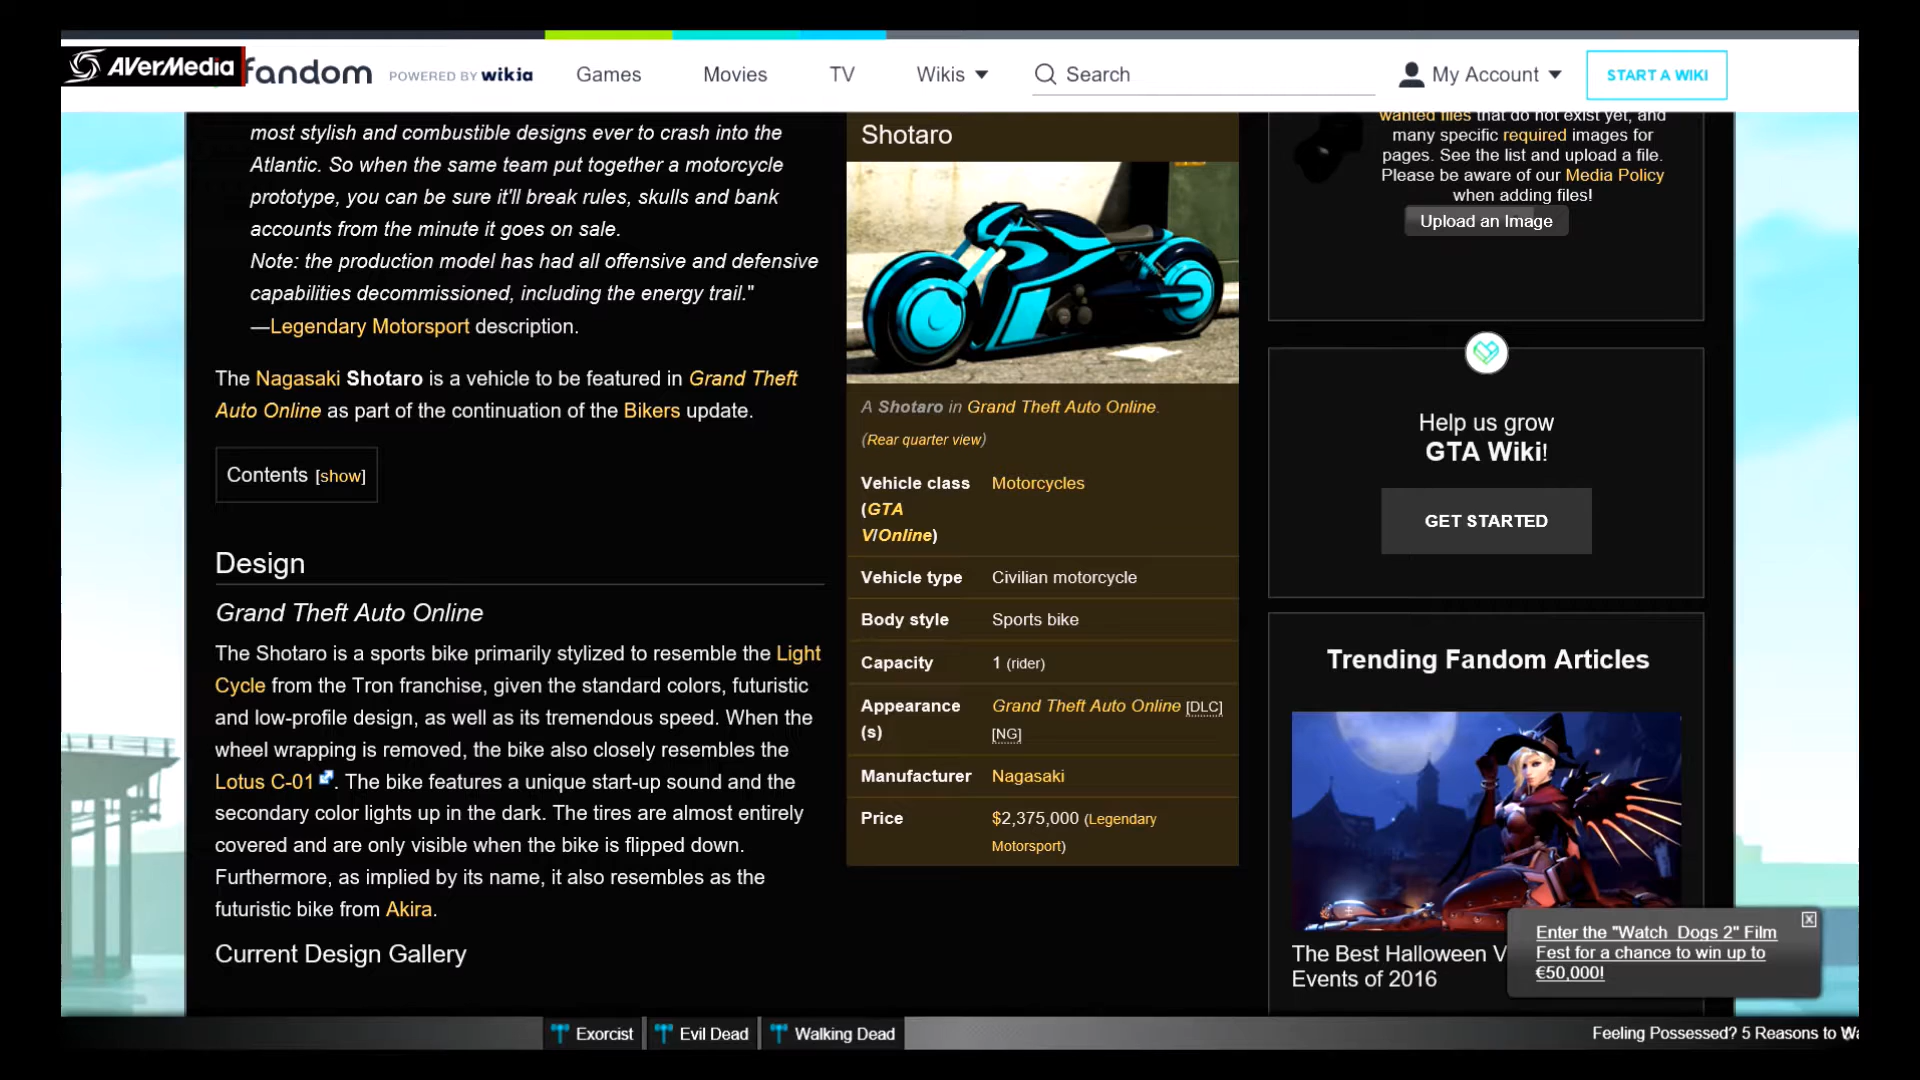 AVerMedia
fandom POWERED BY wikia Games Movies TV Wikis Search My Account START A WIKI
most stylish and combustible designs ever to crash into the
Atlantic. So when the same team put together a motorcycle
prototype, you can be sure it'll break rules, skulls and bank
accounts from the minute it goes on sale.
Note: the production model has had all offensive and defensive
capabilities decommissioned, including the energy trail."
—Legendary Motorsport description.
The Nagasaki Shotaro is a vehicle to be featured in Grand Theft
Auto Online as part of the continuation of the Bikers update.
Contents [show]
Design
Grand Theft Auto Online
The Shotaro is a sports bike primarily stylized to resemble the Light
Cycle from the Tron franchise, given the standard colors, futuristic
and low-profile design, as well as its tremendous speed. When the
wheel wrapping is removed, the bike also closely resembles the
Lotus C-01. The bike features a unique start-up sound and the
secondary color lights up in the dark. The tires are almost entirely
covered and are only visible when the bike is flipped down.
Furthermore, as implied by its name, it also resembles as the
futuristic bike from Akira.
Current Design Gallery
Shotaro
A Shotaro in Grand Theft Auto Online.
(Rear quarter view)
Vehicle class Motorcycles
(GTA
V/Online)
Vehicle type Civilian motorcycle
Body style Sports bike
Capacity 1 (rider)
Appearance Grand Theft Auto Online [DLC]
(s) [NG]
Manufacturer Nagasaki
Price $2,375,000 (Legendary
Motorsport)
wanted files that do not exist yet, and
many specific required images for
pages. See the list and upload a file.
Please be aware of our Media Policy
when adding files!
Upload an Image
Help us grow
GTA Wiki!
GET STARTED
Trending Fandom Articles
The Best Halloween V
Events of 2016
Enter the "Watch_Dogs 2" Film
Fest for a chance to win up to
€50,000!
Exorcist Evil Dead Walking Dead Feeling Possessed? 5 Reasons to